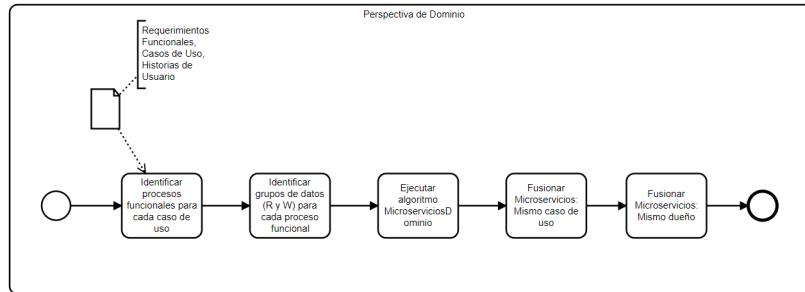 Perspectiva de Dominio
Requerimientos
Funcionales,
Casos de Uso,
Historias de
Usuario
Identificar
procesos
funcionales para
cada caso de
uso
Identificar
grupos de datos
(R y W) para
cada proceso
funcional
Ejecutar
algoritmo
MicroserviciosD
ominio
Fusionar
Microservicios:
Mismo caso de
uso
Fusionar
Microservicios:
Mismo dueño